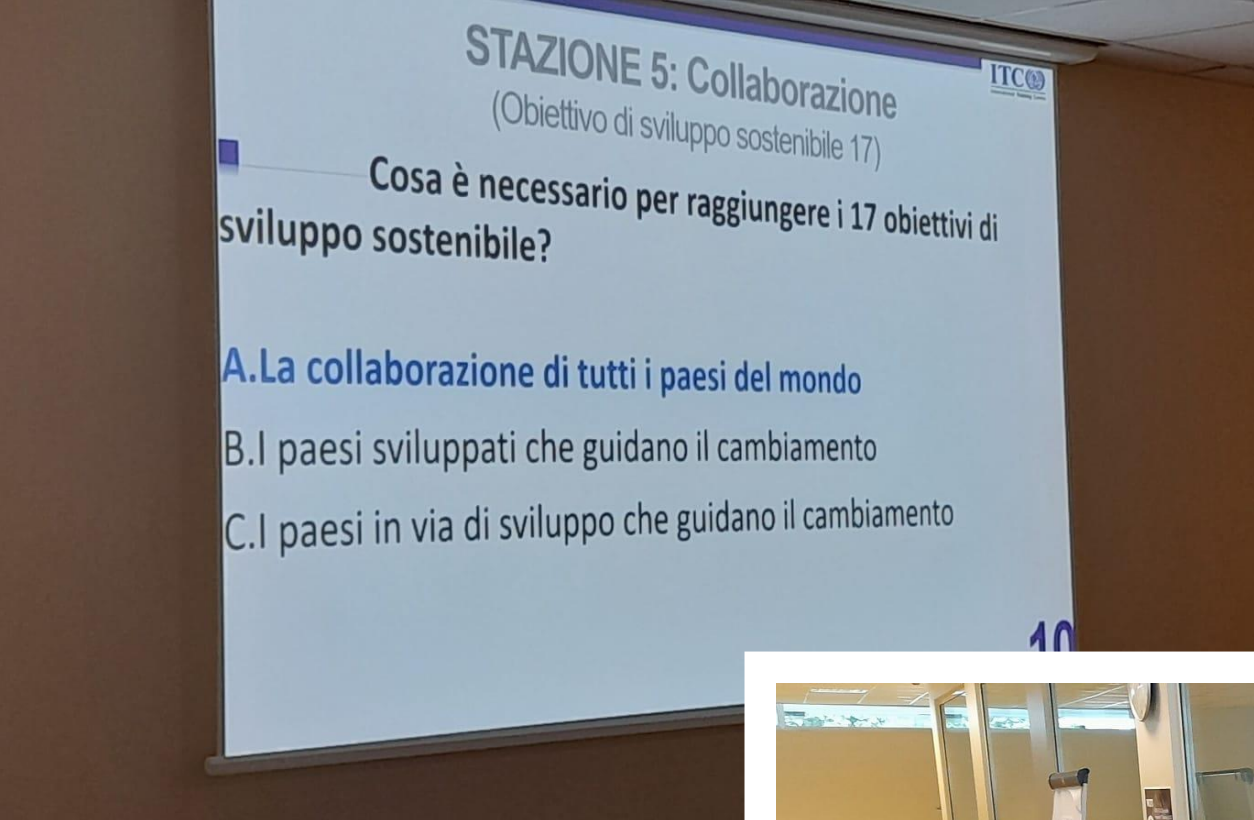 STAZIONE 5: Collaborazione
(Obiettivo di sviluppo sostenibile 17)
ITC
Cosa è necessario per raggiungere i 17 obiettivi di
sviluppo sostenibile?
A.La collaborazione di tutti i paesi del mondo
B.I paesi sviluppati che guidano il cambiamento
C.I paesi in via di sviluppo che guidano il cambiamento
10